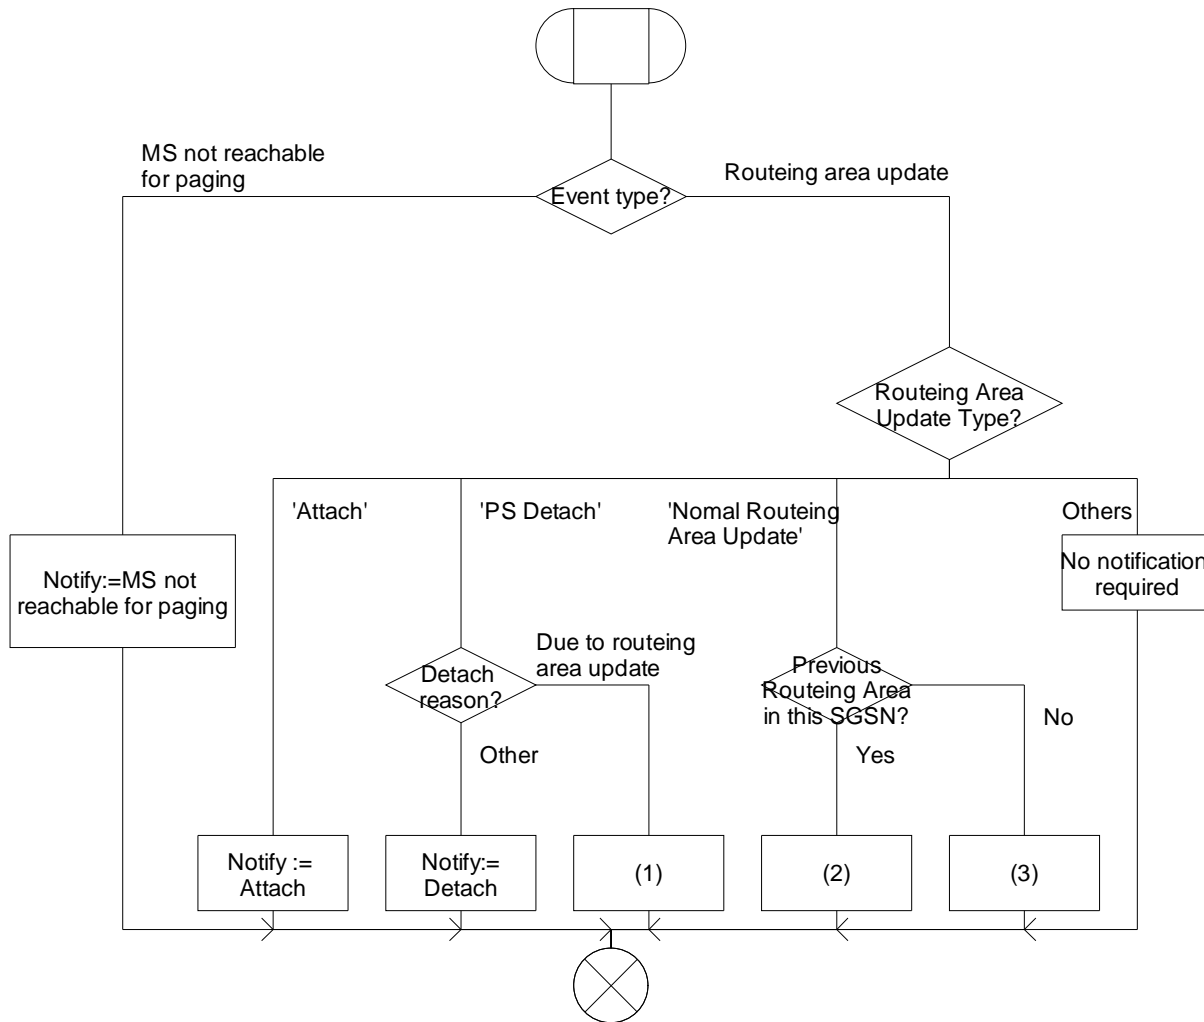 MS not reachable
for paging
Event type?
Routeing area update
Routeing Area
Update Type?
'Attach'
'PS Detach'
'Nomal Routeing
Area Update'
Others
Notify:=MS not
reachable for paging
No notification
required
Due to routeing
area update
Detach
reason?
Previous
Routeing Area
in this SGSN?
No
Other
Yes
Notify :=
Attach
Notify:=
Detach
(1)
(2)
(3)